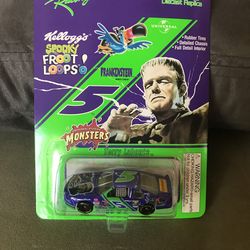 Racing
Diecast Replica
UNIVERSAL
Kellogg's
SPOOKY
FROOT
LOOPS
• Rubber Tires
• Detailed Chassis
• Full Detail Interior
FRANKENSTEIN
5
MONSTERS
Terry Labonte
WARNING